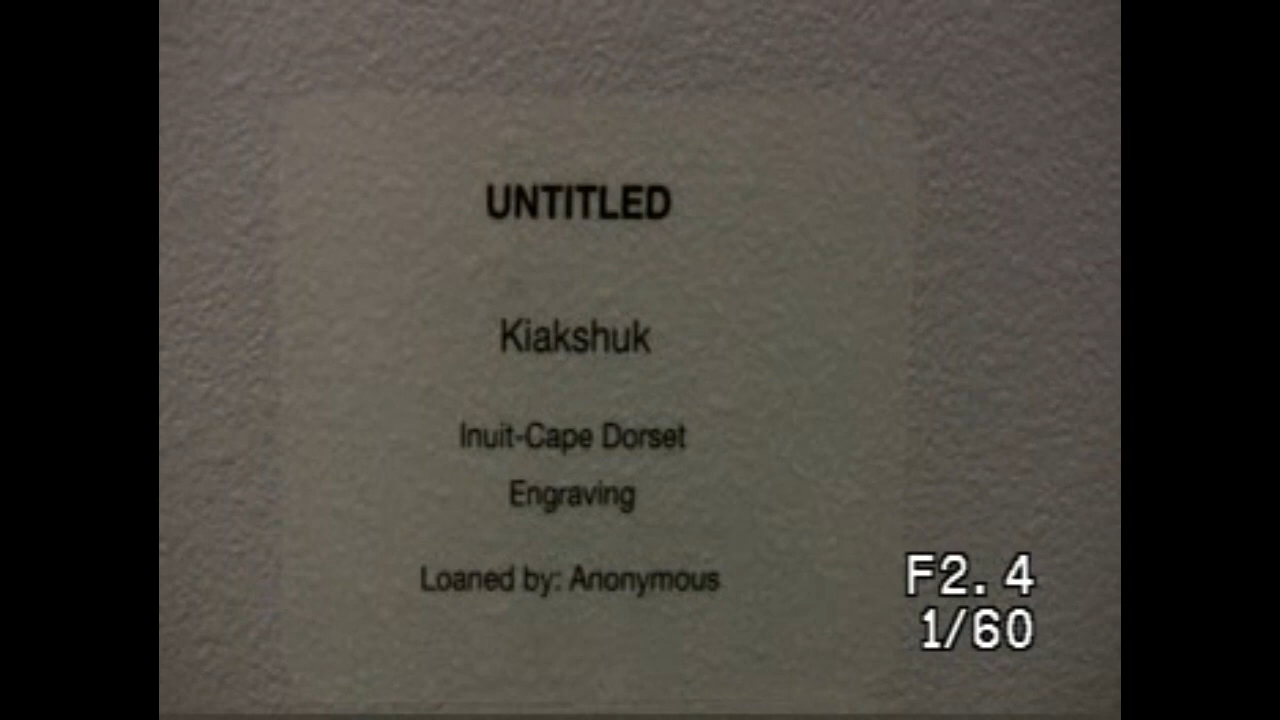 UNTITLED
Kiakshuk
Inuit-Cape Dorset
Engraving
Loaned by: Anonymous
F2.4
1/60